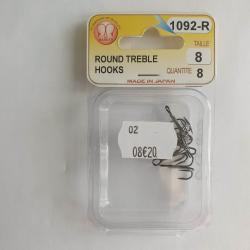 1092-R
ROUND TREBLE
HOOKS
TAILLE
8
QUANTITE
8
MADE IN JAPAN
02
08€20